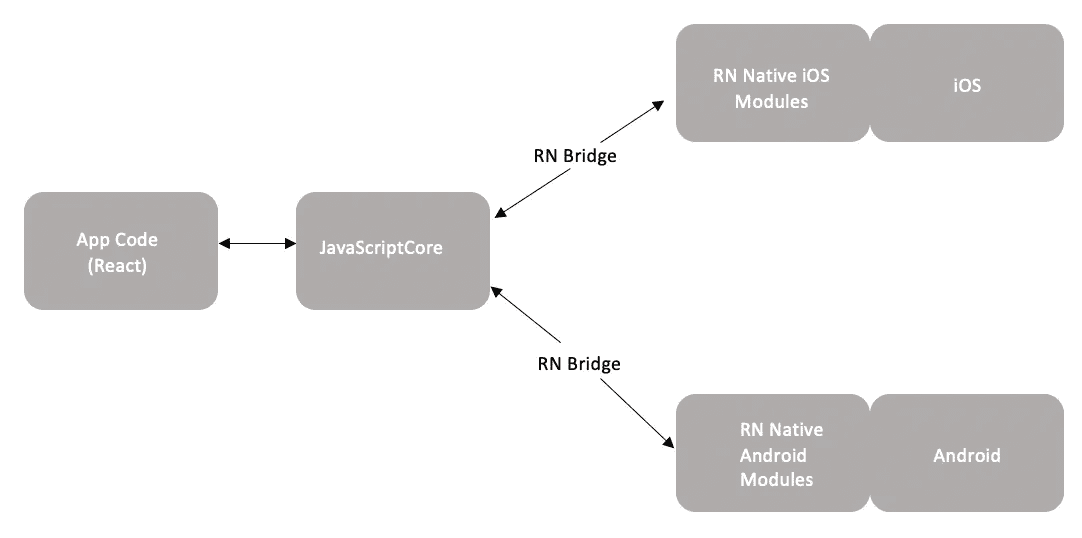 RN Native iOS
Modules
iOS
RN Bridge
App Code
(React)
JavaScriptCore
RN Bridge
RN Native
Android
Modules
Android